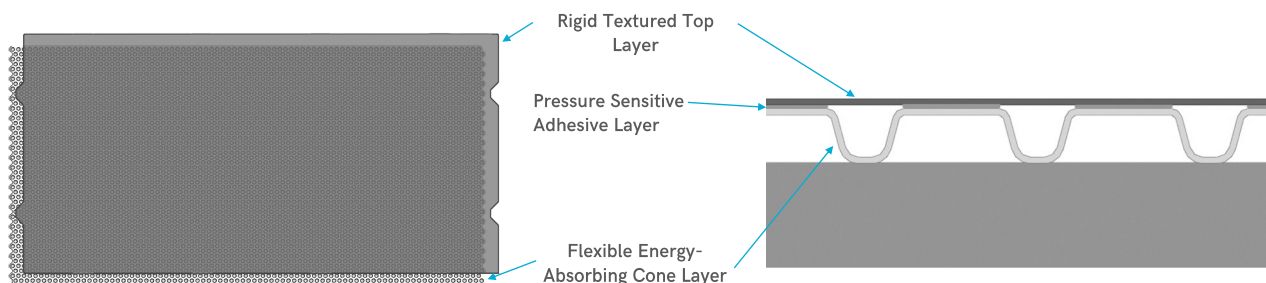 Rigid Textured Top
Layer
Pressure Sensitive
Adhesive Layer
Flexible Energy-
Absorbing Cone Layer